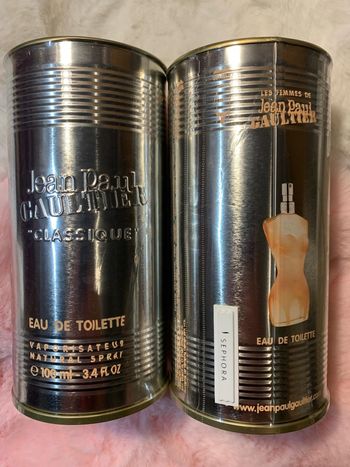 Jean Paul
GAULTIER
"CLASSIQUE"
EAU DE TOILETTE
VAPORISATEUR
NATURAL SPRAY
℮ 100 ml - 3.4 FL OZ
LES FEMMES DE
Jean Paul
GAULTIER
SEPHORA
EAU DE TOILETTE
www.jeanpaulgaultier.com